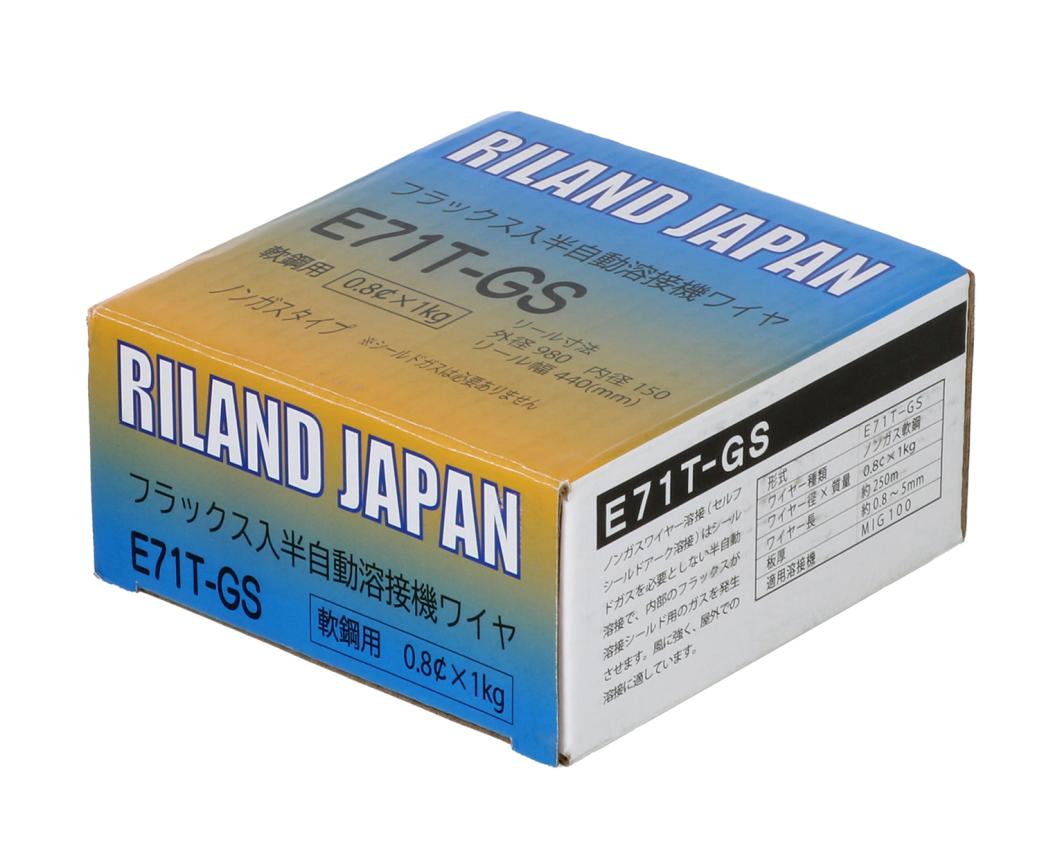 RILAND JAPAN
フラックス入半自動溶接機ワイヤ
E71T-GS
軟鋼用 0.8¢×1kg
ノンガスタイプ
※シールドガスは必要ありません
リール寸法
外径 980 内径 150
リール幅 440(mm)
RILAND JAPAN
フラックス入半自動溶接機ワイヤ
E71T-GS
軟鋼用 0.8¢×1kg
E71T-GS
ノンガスワイヤー溶接(セルフ
シールドアーク溶接)はシール
ドガスを必要としない半自動
溶接で、内部のフラックスが
溶接シールド用のガスを発生
させます。風に強く、屋外での
溶接に適しています。
形式 E71T-GS
ワイヤー種類 ノンガス軟鋼
ワイヤー径×質量 0.8¢×1kg
ワイヤー長 約250m
板厚 約0.8～5mm
適用溶接機 MIG100